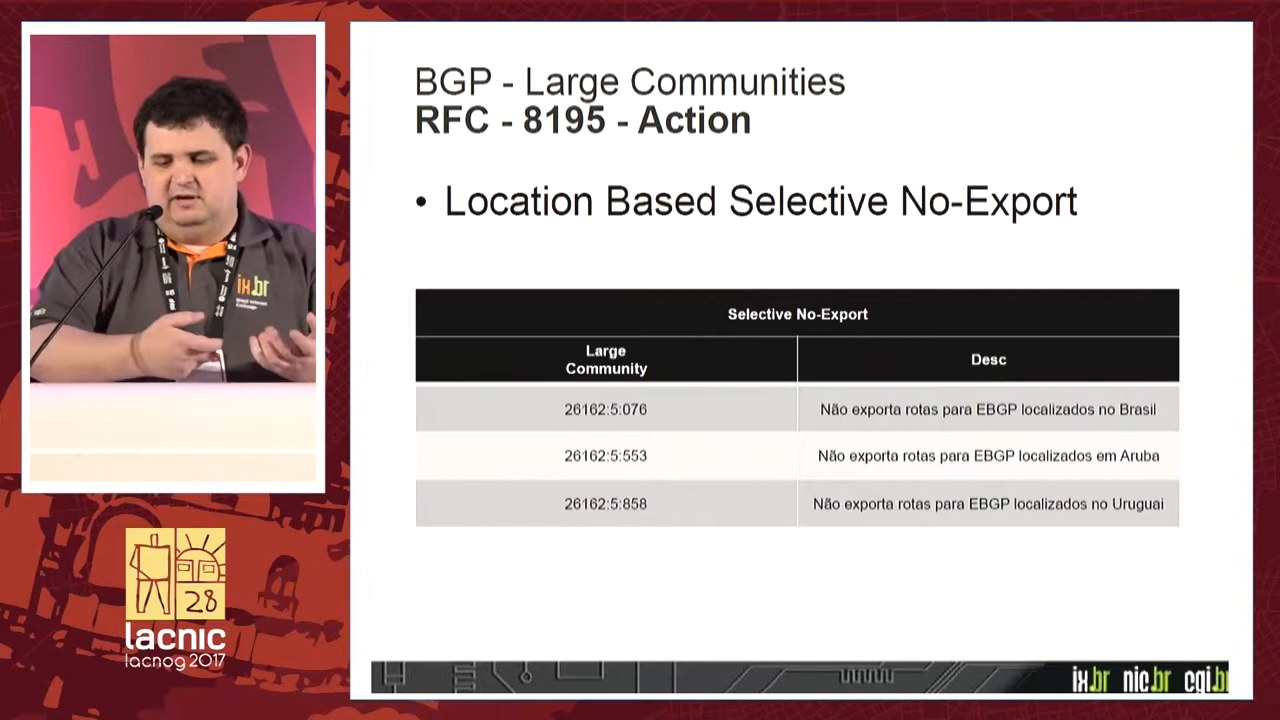 BGP - Large Communities
RFC - 8195 - Action
• Location Based Selective No-Export
Selective No-Export
Large
Community
Desc
26162:5:076
Não exporta rotas para EBGP localizados no Brasil
26162:5:553
Não exporta rotas para EBGP localizados em Aruba
26162:5:858
Não exporta rotas para EBGP localizados no Uruguai
ix.br
28
lacnic
lacnog 2017
ix.br nic.br cgi.br